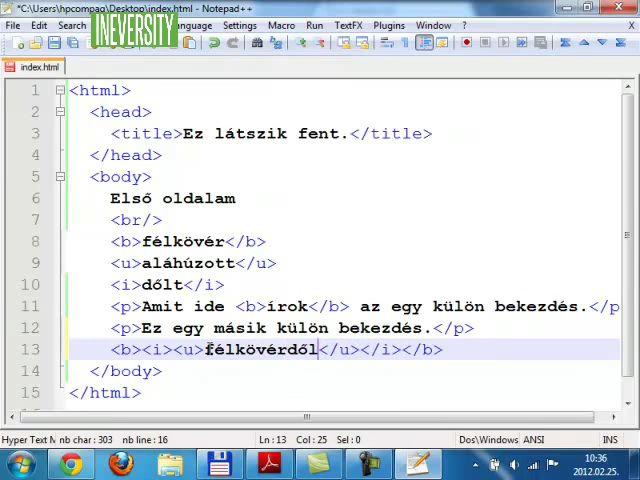 *C:\Users\hpcompaq\Desktop\index.html - Notepad++
INEVERSITY
File Edit Search Language Settings Macro Run TextFX Plugins Window ? X
index.html
1 <html>
2 <head>
3 <title>Ez látszik fent.</title>
4 </head>
5 <body>
6 Első oldalam
7 <br/>
8 <b>félkövér</b>
9 <u>aláhúzott</u>
10 <i>dőlt</i>
11 <p>Amit ide <b>írok</b> az egy külön bekezdés.</p
12 <p>Ez egy másik külön bekezdés.</p>
13 <b><i><u>félkövérdől</u></i></b>
14 </body>
15 </html>
Hyper Text M nb char : 303 nb line : 16 Ln : 13 Col : 25 Sel : 0 Dos\Windows ANSI INS
10:36
2012.02.25.